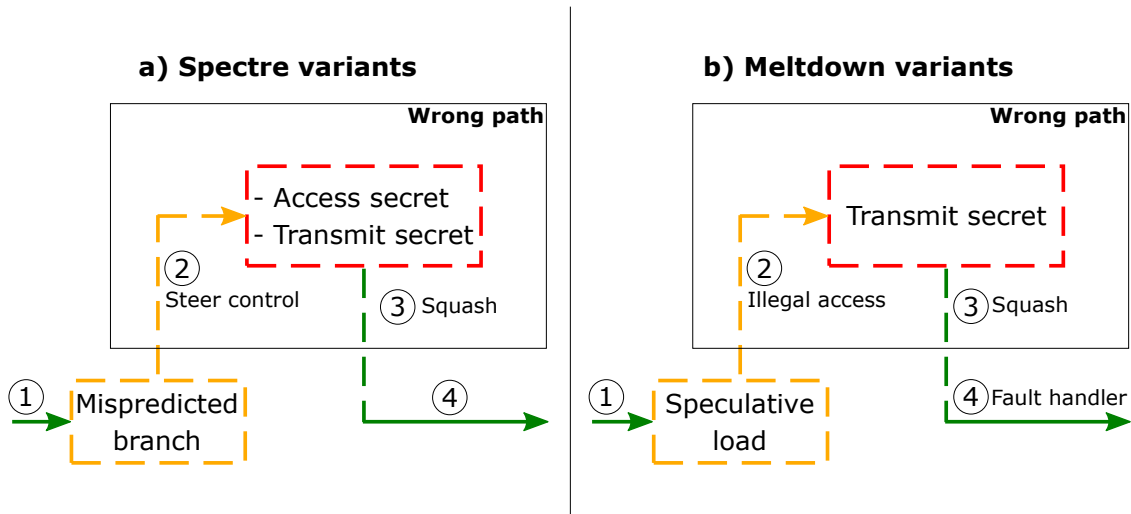 a) Spectre variants
Wrong path
- Access secret
- Transmit secret
2
Steer control
3 Squash
1
Mispredicted
branch
4
b) Meltdown variants
Wrong path
Transmit secret
2
Illegal access
3 Squash
1
Speculative
load
4 Fault handler